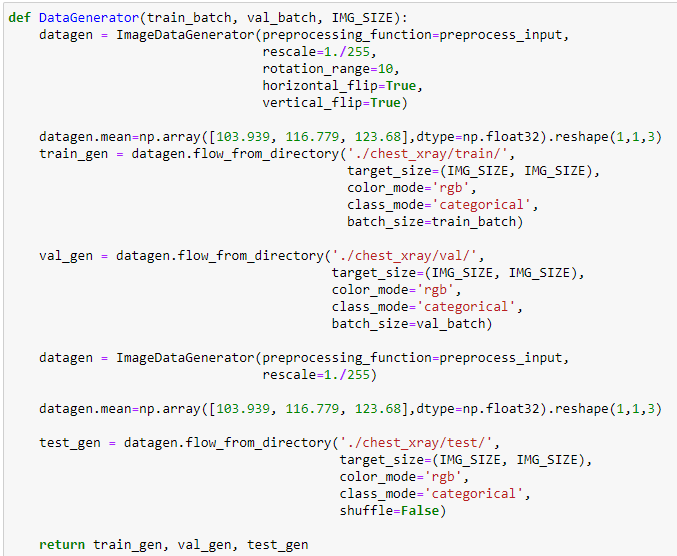 def DataGenerator(train_batch, val_batch, IMG_SIZE):
    datagen = ImageDataGenerator(preprocessing_function=preprocess_input,
                                 rescale=1./255,
                                 rotation_range=10,
                                 horizontal_flip=True,
                                 vertical_flip=True)

    datagen.mean=np.array([103.939, 116.779, 123.68],dtype=np.float32).reshape(1,1,3)
    train_gen = datagen.flow_from_directory('./chest_xray/train/',
                                            target_size=(IMG_SIZE, IMG_SIZE),
                                            color_mode='rgb',
                                            class_mode='categorical',
                                            batch_size=train_batch)

    val_gen = datagen.flow_from_directory('./chest_xray/val/',
                                          target_size=(IMG_SIZE, IMG_SIZE),
                                          color_mode='rgb',
                                          class_mode='categorical',
                                          batch_size=val_batch)

    datagen = ImageDataGenerator(preprocessing_function=preprocess_input,
                                 rescale=1./255)

    datagen.mean=np.array([103.939, 116.779, 123.68],dtype=np.float32).reshape(1,1,3)

    test_gen = datagen.flow_from_directory('./chest_xray/test/',
                                           target_size=(IMG_SIZE, IMG_SIZE),
                                           color_mode='rgb',
                                           class_mode='categorical',
                                           shuffle=False)

    return train_gen, val_gen, test_gen